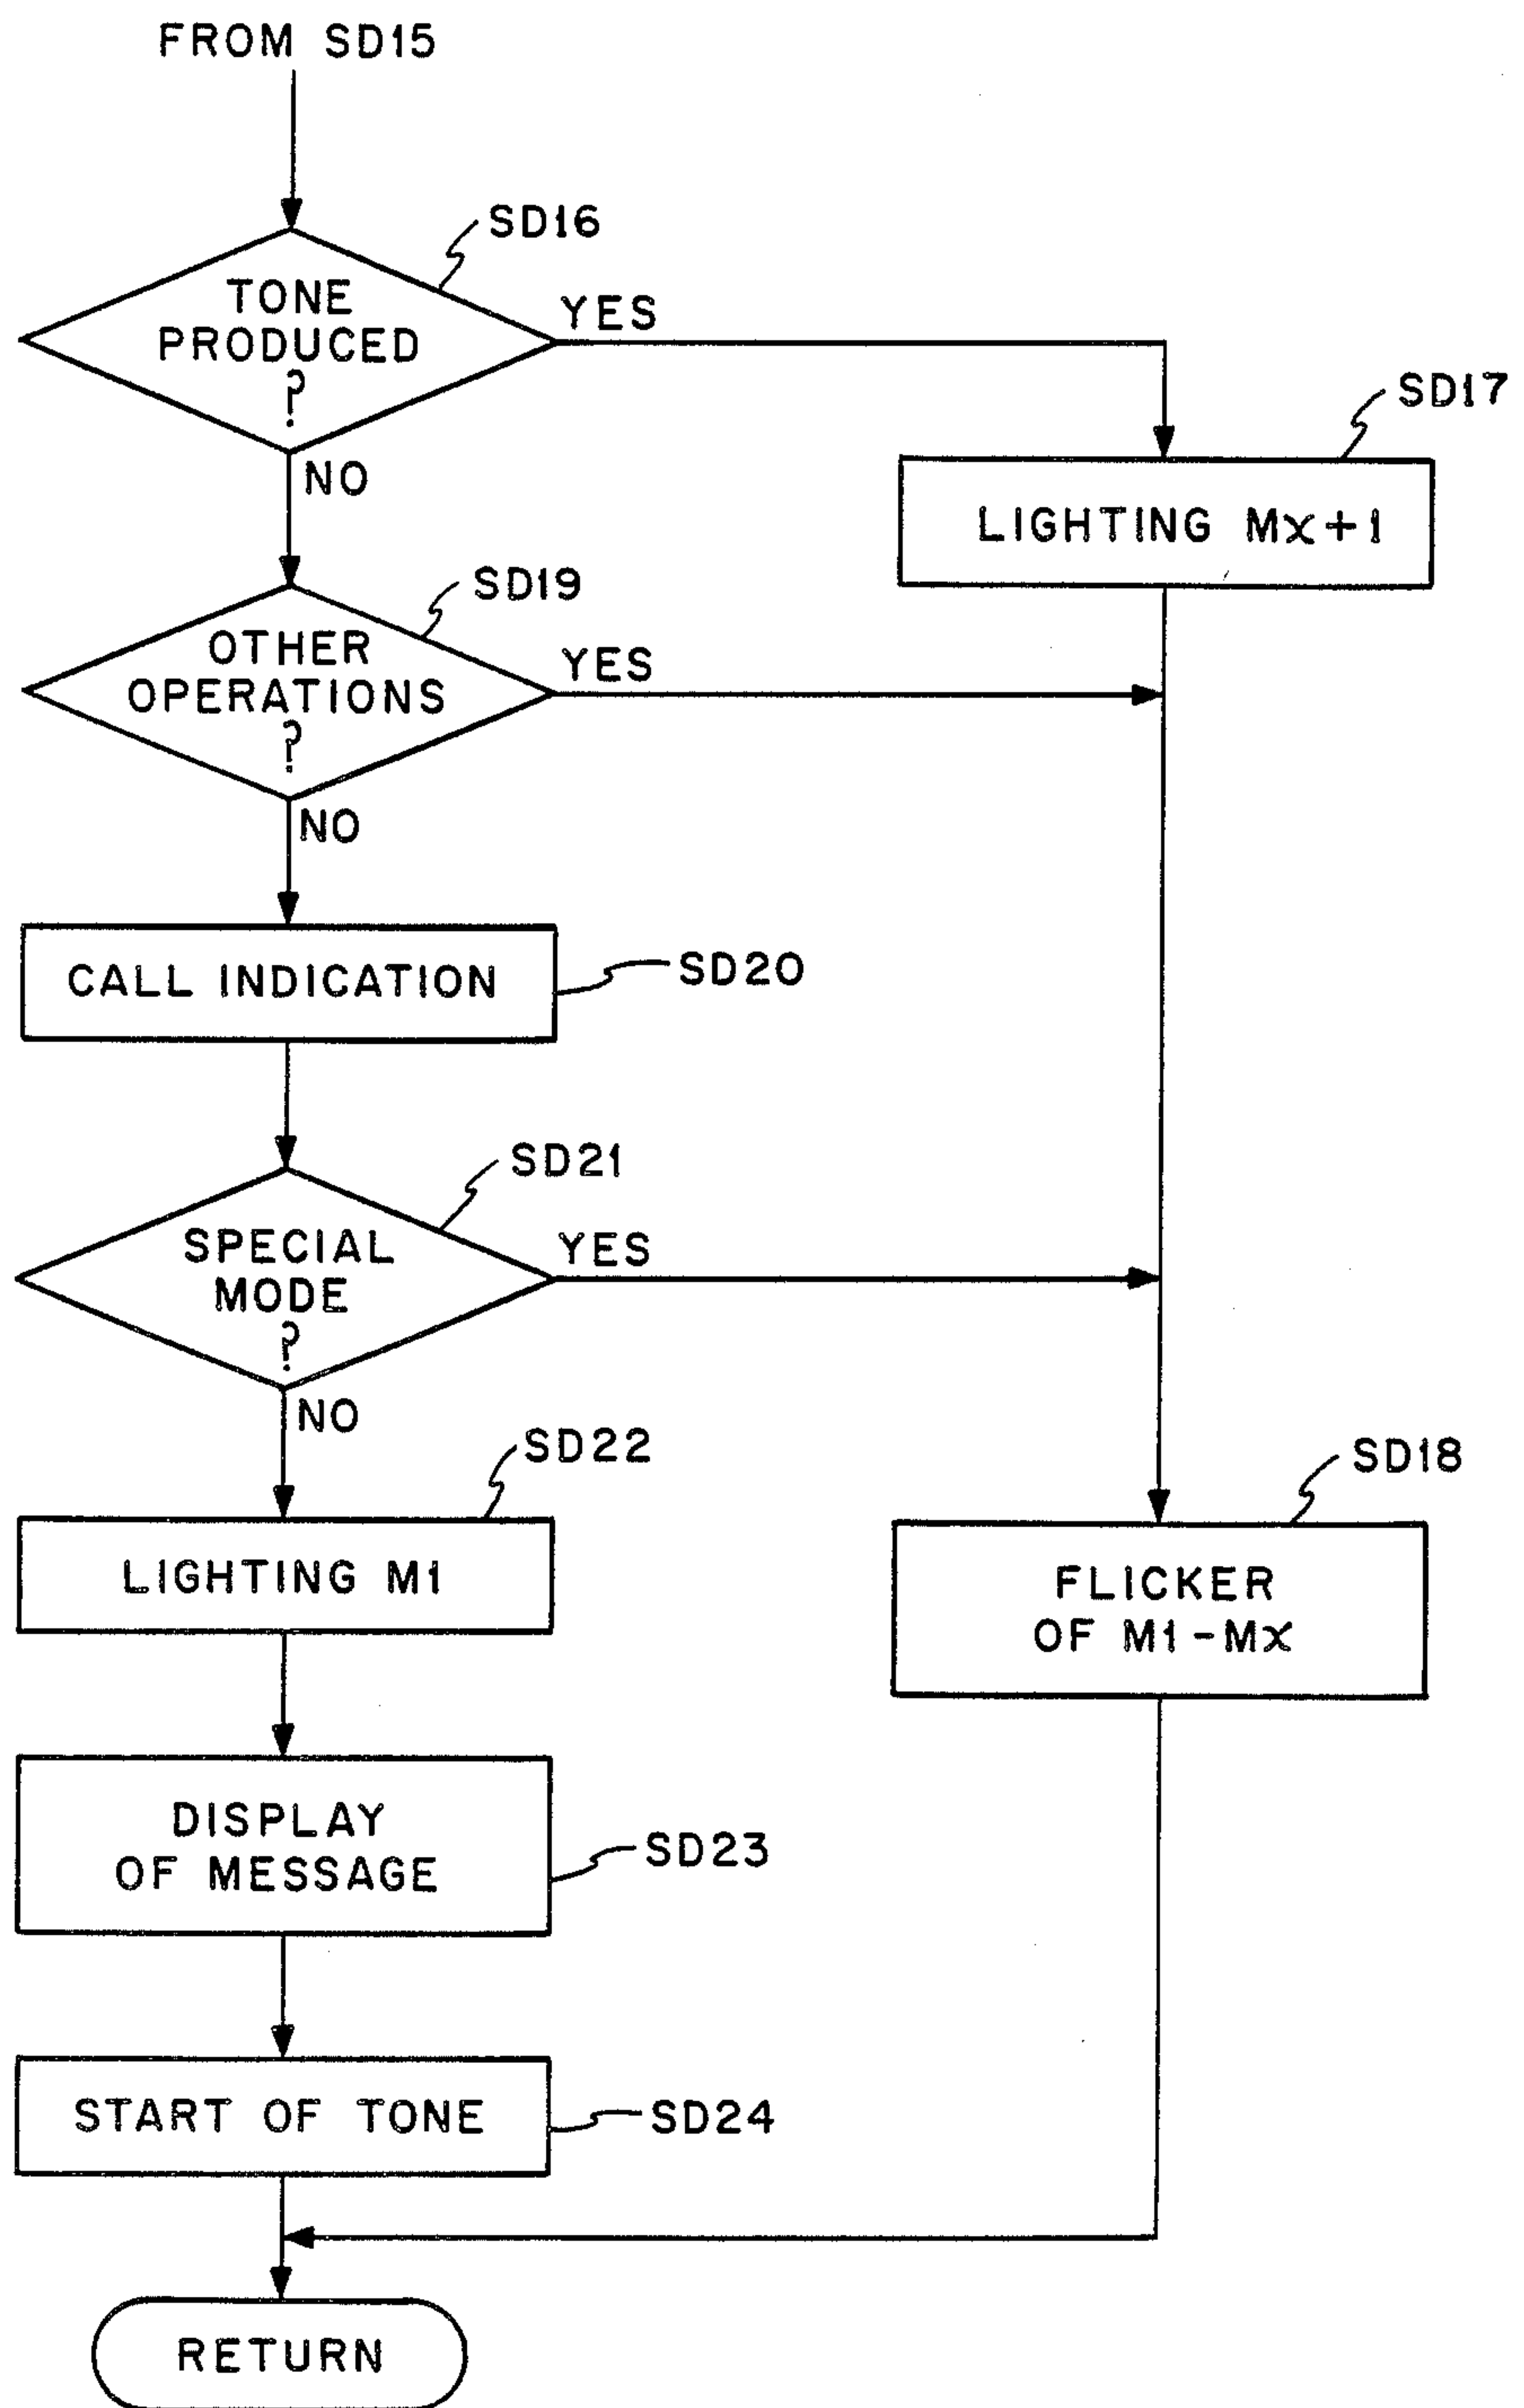 FROM SD15
SD16
TONE
PRODUCED
?
YES
NO
SD17
LIGHTING Mx+1
SD19
OTHER
OPERATIONS
?
YES
NO
CALL INDICATION
SD20
SD21
SPECIAL
MODE
?
YES
NO
SD22
LIGHTING M1
SD18
FLICKER
OF M1-Mx
DISPLAY
OF MESSAGE
SD23
START OF TONE
SD24
RETURN